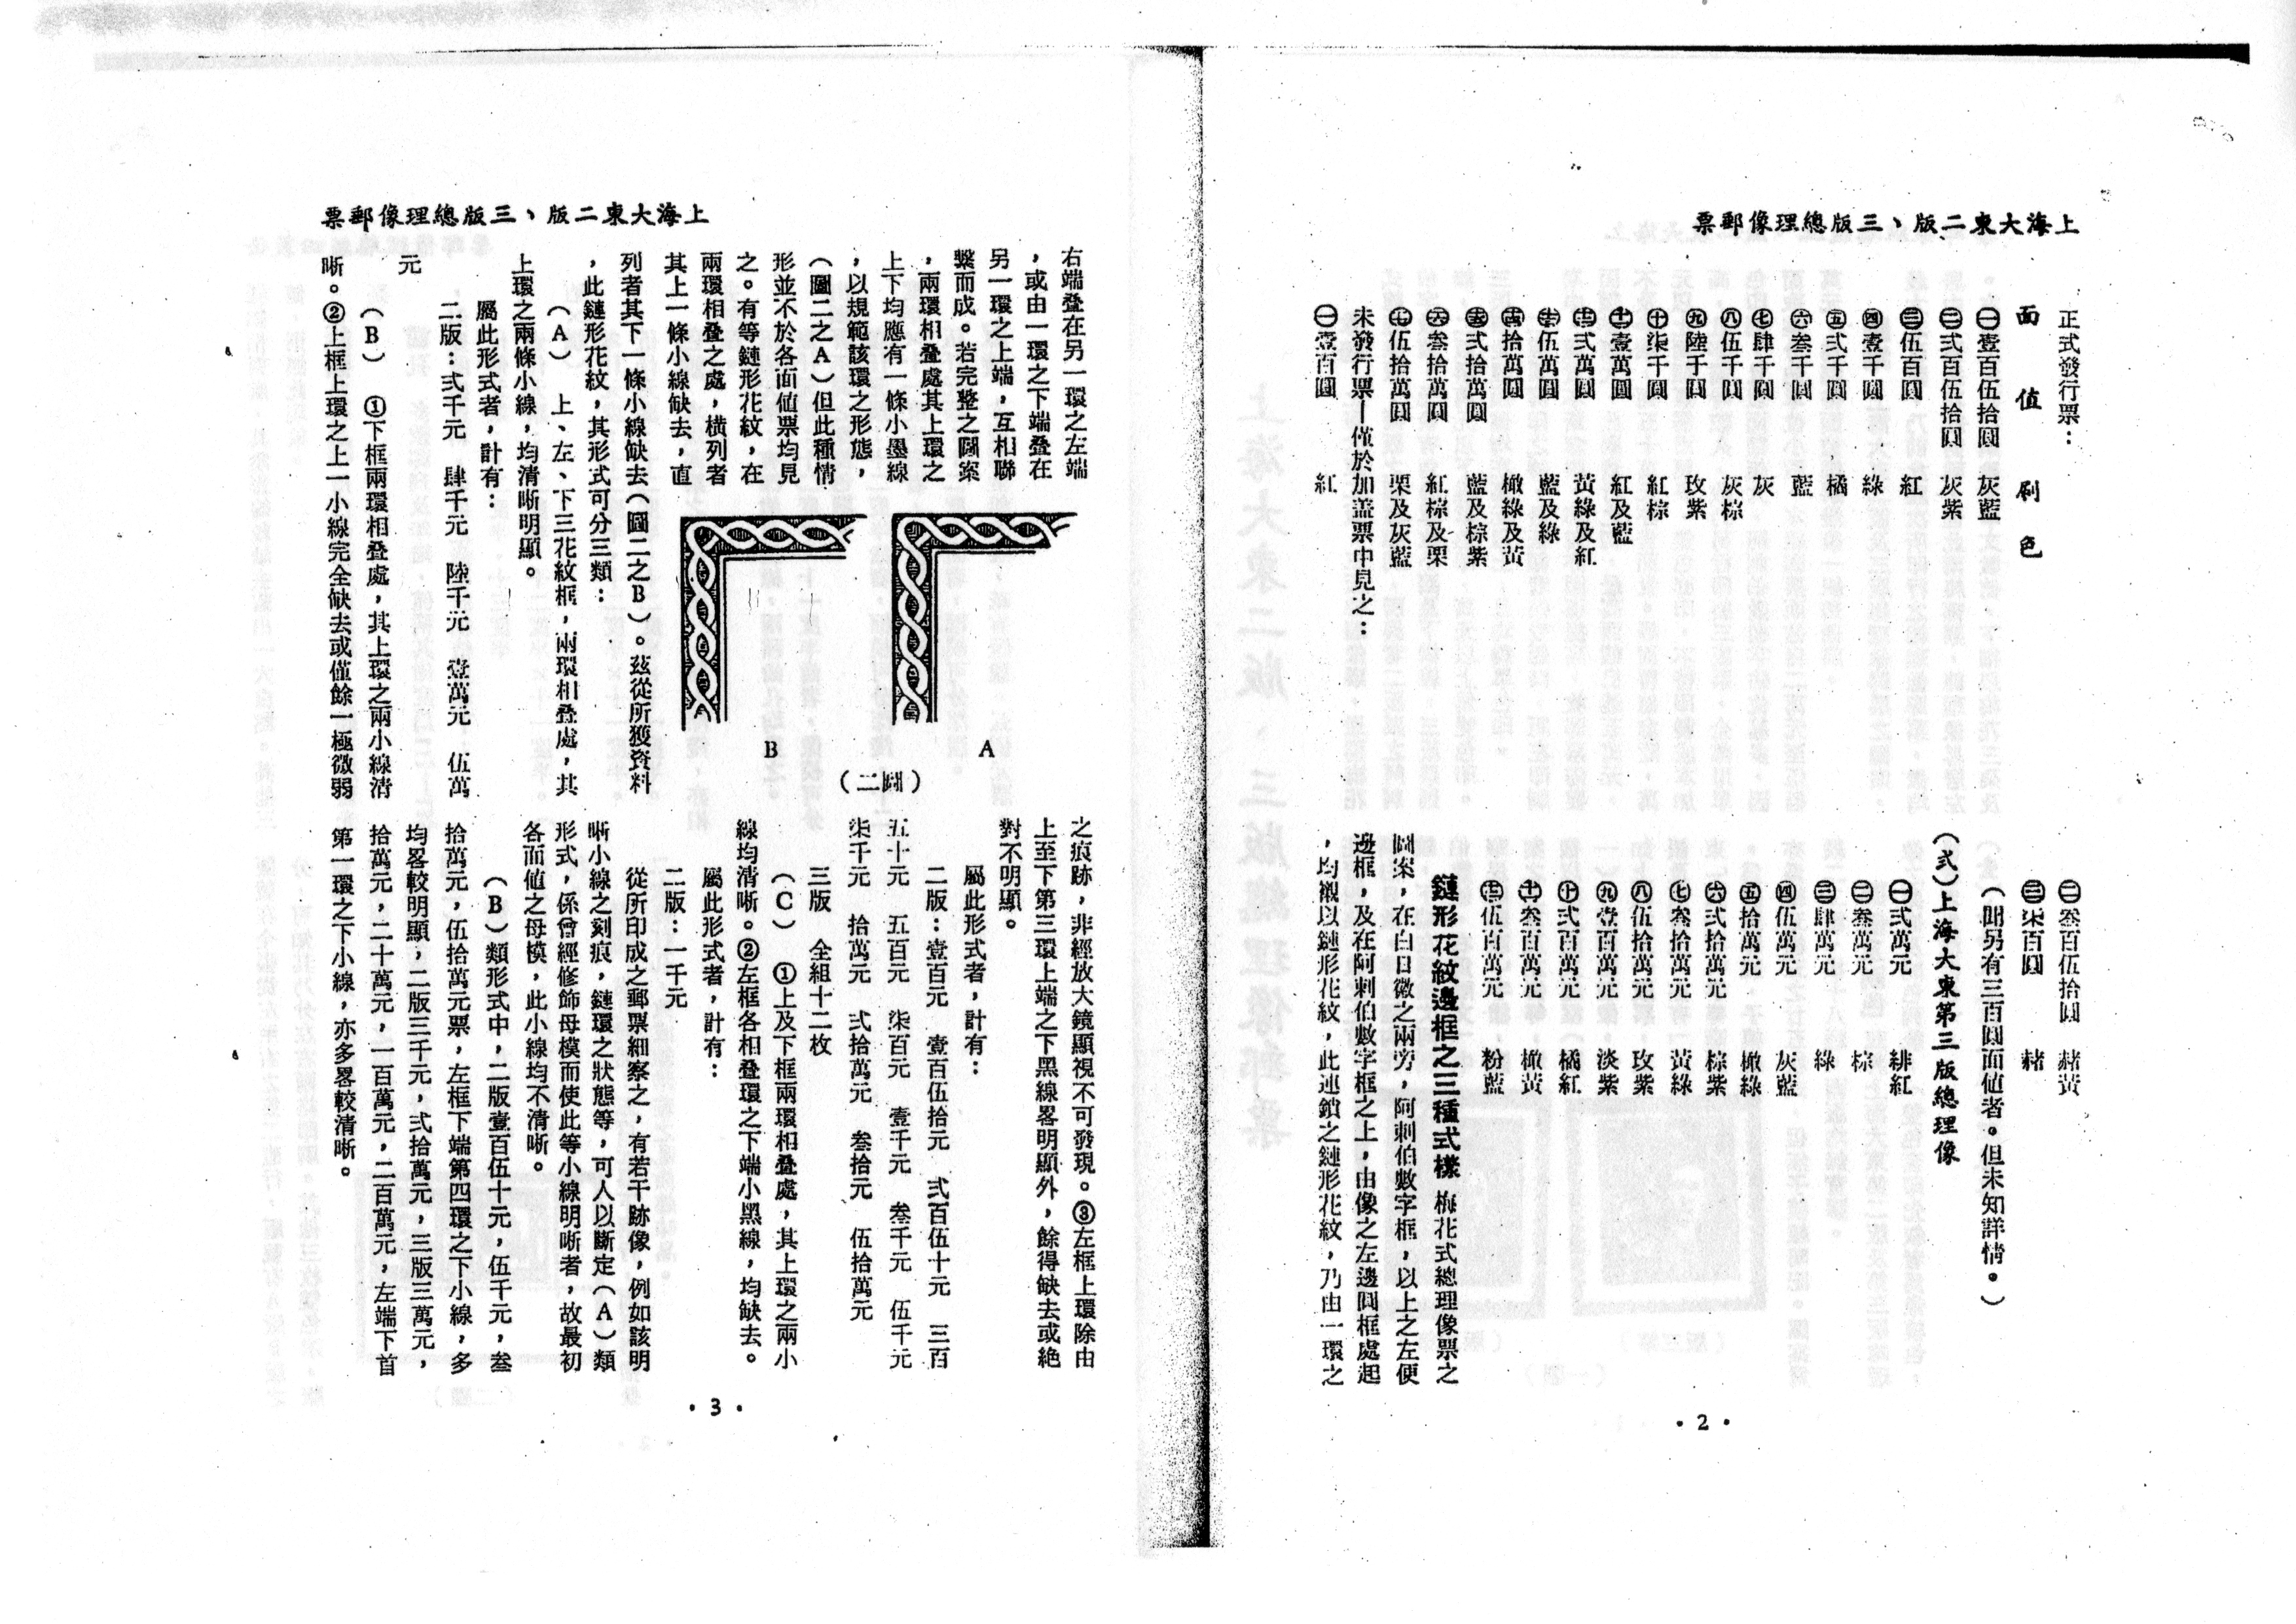 上海大東二版、三版總理像郵票
正式發行票：
面值　刷色
㊀壹百伍拾圓　灰藍
㊁弍百伍拾圓　灰紫
㊂伍百圓　紅
㊃壹千圓　綠
㊄弍千圓　橘
㊅叁千圓　藍
㊆肆千圓　灰
㊇伍千圓　灰棕
㊈陸千圓　玫紫
㊉柒千圓　紅棕
壹萬圓　紅及藍
弍萬圓　黃綠及紅
伍萬圓　藍及綠
拾萬圓　橄綠及黃
弍拾萬圓　藍及棕紫
叁拾萬圓　紅棕及栗
伍拾萬圓　栗及灰藍
未發行票—僅於加盖票中見之：
㊀壹百圓　紅
㊁叁百伍拾圓　赭黃
㊂柒百圓　赭
（聞另有三百圓面值者。但未知詳情。）
（弍）上海大東第三版總理像
㊀弍萬元　緋紅
㊁叁萬元　棕
㊂肆萬元　綠
㊃伍萬元　灰藍
㊄拾萬元　橄綠
㊅弍拾萬元　棕紫
㊆叁拾萬元　黃綠
㊇伍拾萬元　玫紫
㊈壹百萬元　淡紫
㊉弍百萬元　橘紅
叁百萬元　橄黃
伍百萬元　粉藍
鏈形花紋邊框之三種式樣　梅花式總理像票之
圖案，在白日徽之兩旁，阿刺伯數字框，以上之左便
邊框，及在阿刺伯數字框之上，由像之左邊圓框處起
，均襯以鏈形花紋，此連鎖之鏈形花紋，乃由一環之
•2•
上海大東二版、三版總理像郵票
右端叠在另一環之左端
，或由一環之下端叠在
另一環之上端，互相聯
繫而成。若完整之圖案
，兩環相叠處其上環之
上下均應有一條小墨線
，以規範該環之形態，
（圖二之A）但此種情
形並不於各面値票均見
之。有等鏈形花紋，在
兩環相叠之處，橫列者
其上一條小線缺去，直
列者其下一條小線缺去（圖二之B）。茲從所獲資料
，此鏈形花紋，其形式可分三類：
（A）　上、左、下三花紋框，兩環相叠處，其
上環之兩條小線，均清晰明顯。
屬此形式者，計有：
二版：弍千元　肆千元　陸千元　壹萬元　伍萬
元
（B）　①下框兩環相叠處，其上環之兩小線清
晰。②上框上環之上一小線完全缺去或僅餘一極微弱
A
B
（圖二）
之痕跡，非經放大鏡顯視不可發現。③左框上環除由
上至下第三環上端之下黑線畧明顯外，餘得缺去或絶
對不明顯。
屬此形式者，計有：
二版：壹百元　壹百伍拾元　弍百伍十元　三百
五十元　五百元　柒百元　壹千元　叁千元　伍千元
柒千元　拾萬元　弍拾萬元　叁拾元　伍拾萬元
三版　全組十二枚
（C）　①上及下框兩環相叠處，其上環之兩小
線均清晰。②左框各相叠環之下端小黑線，均缺去。
屬此形式者，計有：
二版：一千元
從所印成之郵票細察之，有若干跡像，例如該明
晰小線之刻痕，鏈環之狀態等，可人以斷定（A）類
形式，係曾經修飾母模而使此等小線明晰者，故最初
各面値之母模，此小線均不清晰。
（B）類形式中，二版壹百伍十元，伍千元，叁
拾萬元，伍拾萬元票，左框下端第四環之下小線，多
均畧較明顯，二版三千元，弍拾萬元，三版三萬元，
拾萬元，二十萬元，一百萬元，二百萬元，左端下首
第一環之下小線，亦多畧較清晰。
•3•